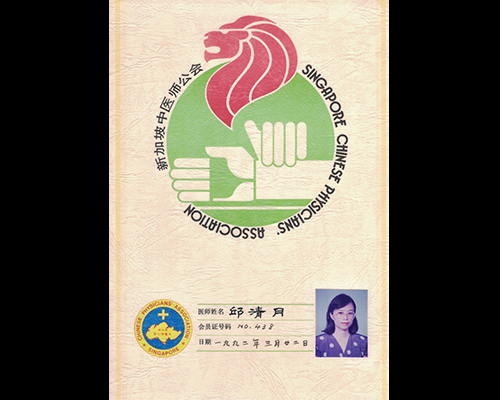 新加坡中医师公会
SINGAPORE CHINESE PHYSICIANS' ASSOCIATION
CHINESE PHYSICIANS' ASSOCIATION
SINGAPORE
医师姓名 邱清月
会员证号码 NO.438
日期 一九九二年三月廿二日